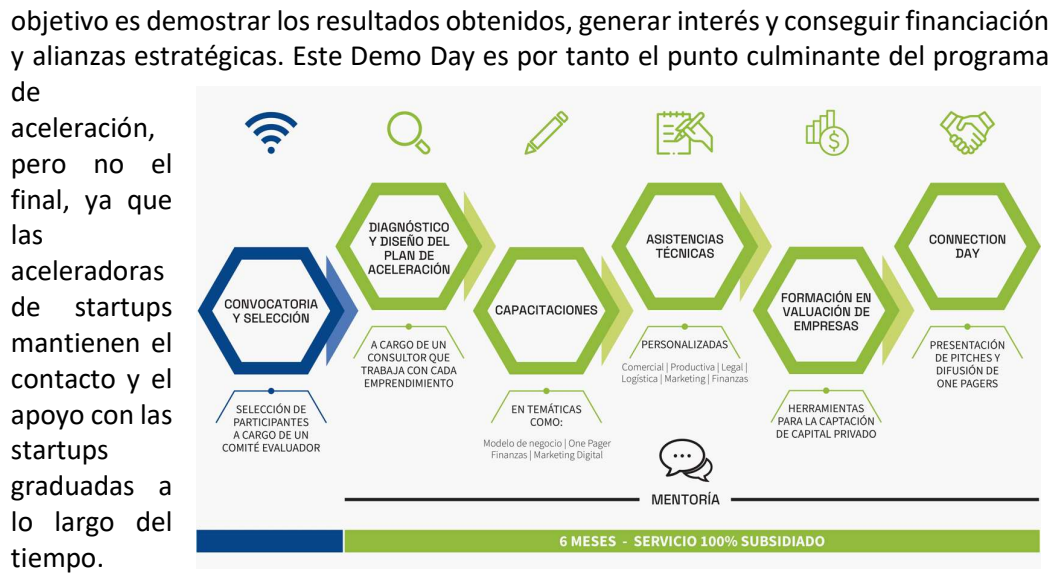 objetivo es demostrar los resultados obtenidos, generar interés y conseguir financiación
y alianzas estratégicas. Este Demo Day es por tanto el punto culminante del programa
de
aceleración,
pero no el
final, ya que
las
aceleradoras
de startups
mantienen el
contacto y el
apoyo con las
startups
graduadas a
lo largo del
tiempo.
CONVOCATORIA
Y SELECCIÓN
SELECCIÓN DE
PARTICIPANTES
A CARGO DE UN
COMITÉ EVALUADOR
DIAGNÓSTICO
Y DISEÑO DEL
PLAN DE
ACELERACIÓN
A CARGO DE UN
CONSULTOR QUE
TRABAJA CON CADA
EMPRENDIMIENTO
CAPACITACIONES
EN TEMÁTICAS
COMO:
Modelo de negocio | One Pager
Finanzas | Marketing Digital
ASISTENCIAS
TÉCNICAS
PERSONALIZADAS
Comercial | Productiva | Legal |
Logística | Marketing | Finanzas
FORMACIÓN EN
VALUACIÓN DE
EMPRESAS
HERRAMIENTAS
PARA LA CAPTACIÓN
DE CAPITAL PRIVADO
CONNECTION
DAY
PRESENTACIÓN
DE PITCHES Y
DIFUSIÓN DE
ONE PAGERS
MENTORÍA
6 MESES - SERVICIO 100% SUBSIDIADO